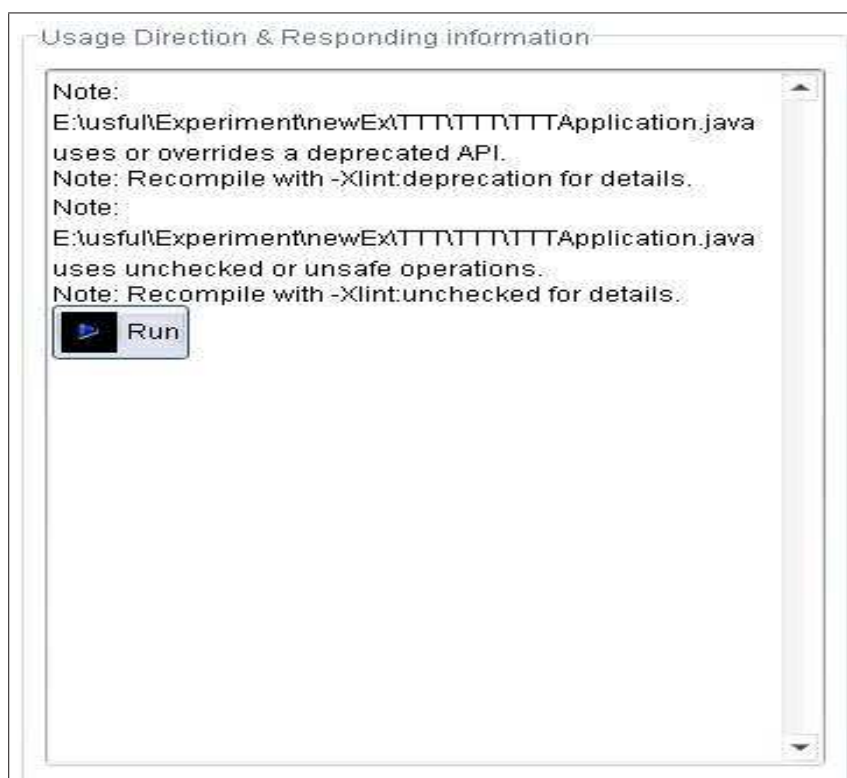 Usage Direction & Responding information
Note:
E:\usful\Experiment\newEx\TTT\TTT\TTTApplication.java
uses or overrides a deprecated API.
Note: Recompile with -Xlint:deprecation for details.
Note:
E:\usful\Experiment\newEx\TTT\TTT\TTTApplication.java
uses unchecked or unsafe operations.
Note: Recompile with -Xlint:unchecked for details.
Run